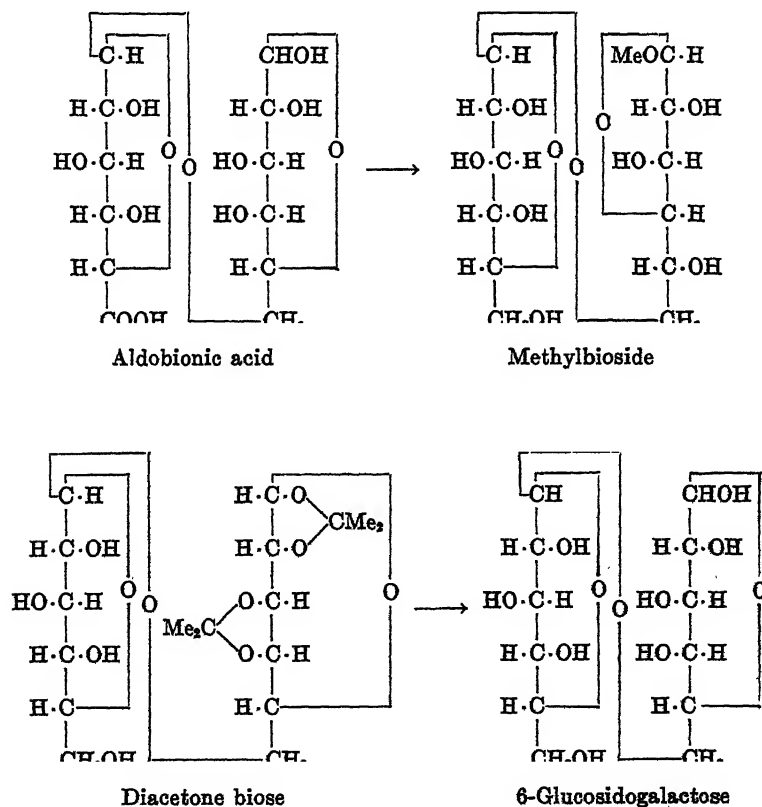 C·H CHOH C·H MeOC·H
H·C·OH H·C·OH H·C·OH H·C·OH
O
HO·C·H O O HO·C·H O → HO·C·H O O HO·C·H
H·C·OH HO·C·H H·C·OH C·H
H·C H·C H·C H·C·OH
COOH CH₂ CH₂OH CH₂
Aldobionic acid Methylbioside
C·H H·C·O CH CHOH
CMe₂
H·C·OH H·C·O H·C·OH H·C·OH
HO·C·H O O O·C·H O → HO·C·H O O HO·C·H O
Me₂C
H·C·OH O·C·H H·C·OH HO·C·H
H·C H·C H·C H·C
CH₂OH CH₂ CH₂OH CH₂
Diacetone biose 6-Glucosidogalactose